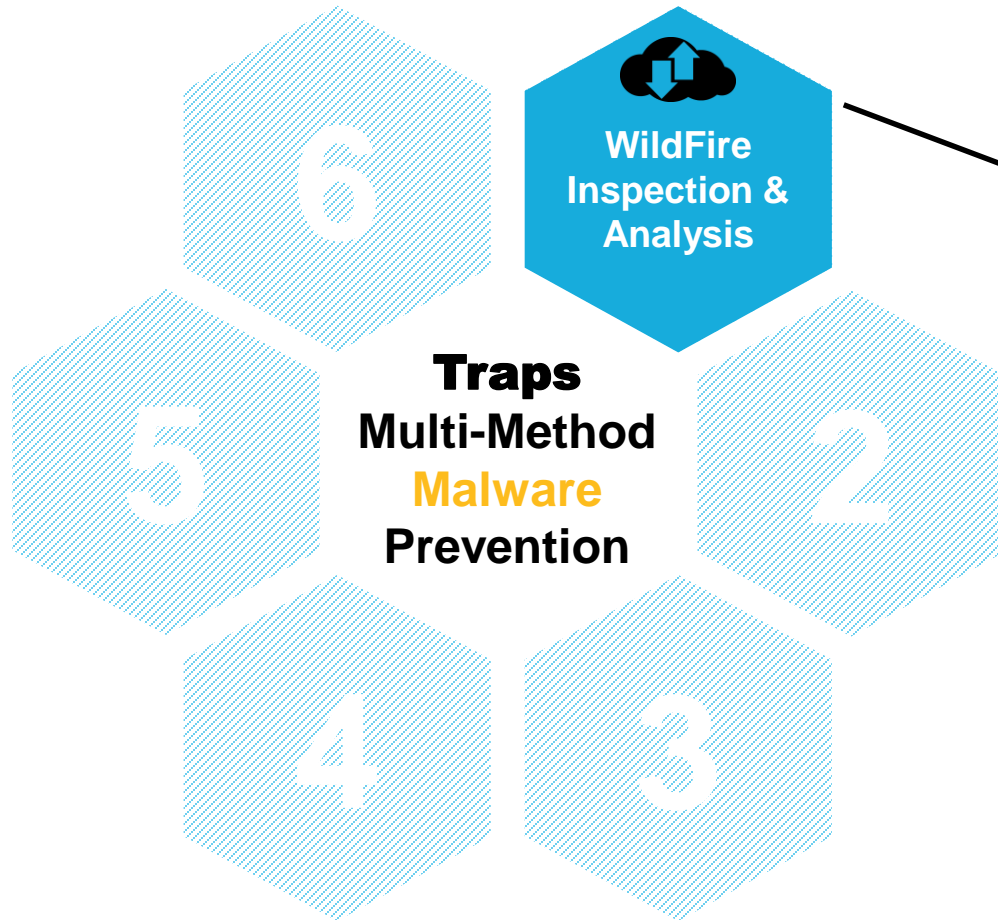 6
WildFire
Inspection &
Analysis
5
Traps
Multi-Method
Malware
Prevention
2
4
3